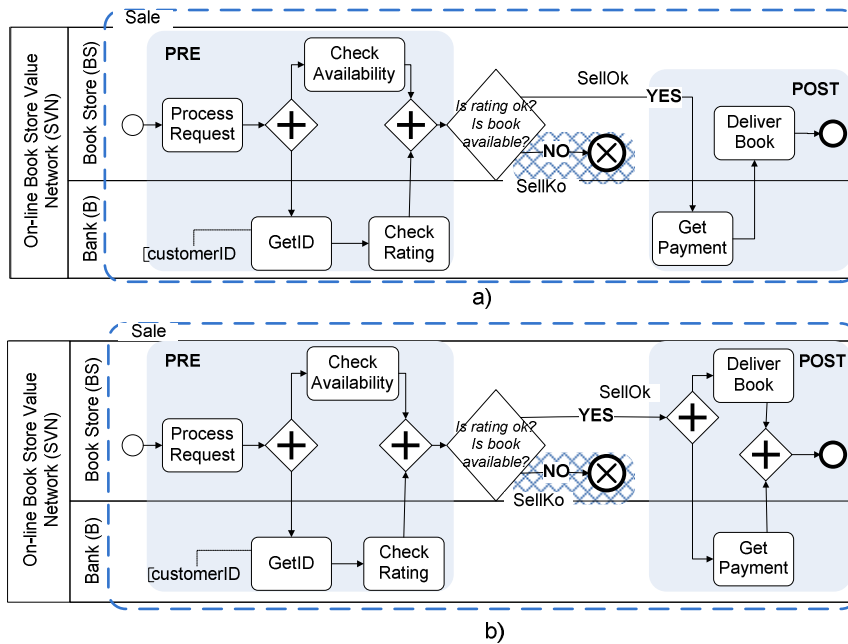 Sale
On-line Book Store Value
Network (SVN)
Book Store (BS)
Bank (B)
PRE
Process
Request
Check
Availability
GetID
[customerID
Check
Rating
Is rating ok?
Is book
available?
SellOk
YES
NO
SellKo
POST
Deliver
Book
Get
Payment
a)
Sale
On-line Book Store Value
Network (SVN)
Book Store (BS)
Bank (B)
PRE
Process
Request
Check
Availability
GetID
[customerID
Check
Rating
Is rating ok?
Is book
available?
SellOk
YES
NO
SellKo
POST
Deliver
Book
Get
Payment
b)